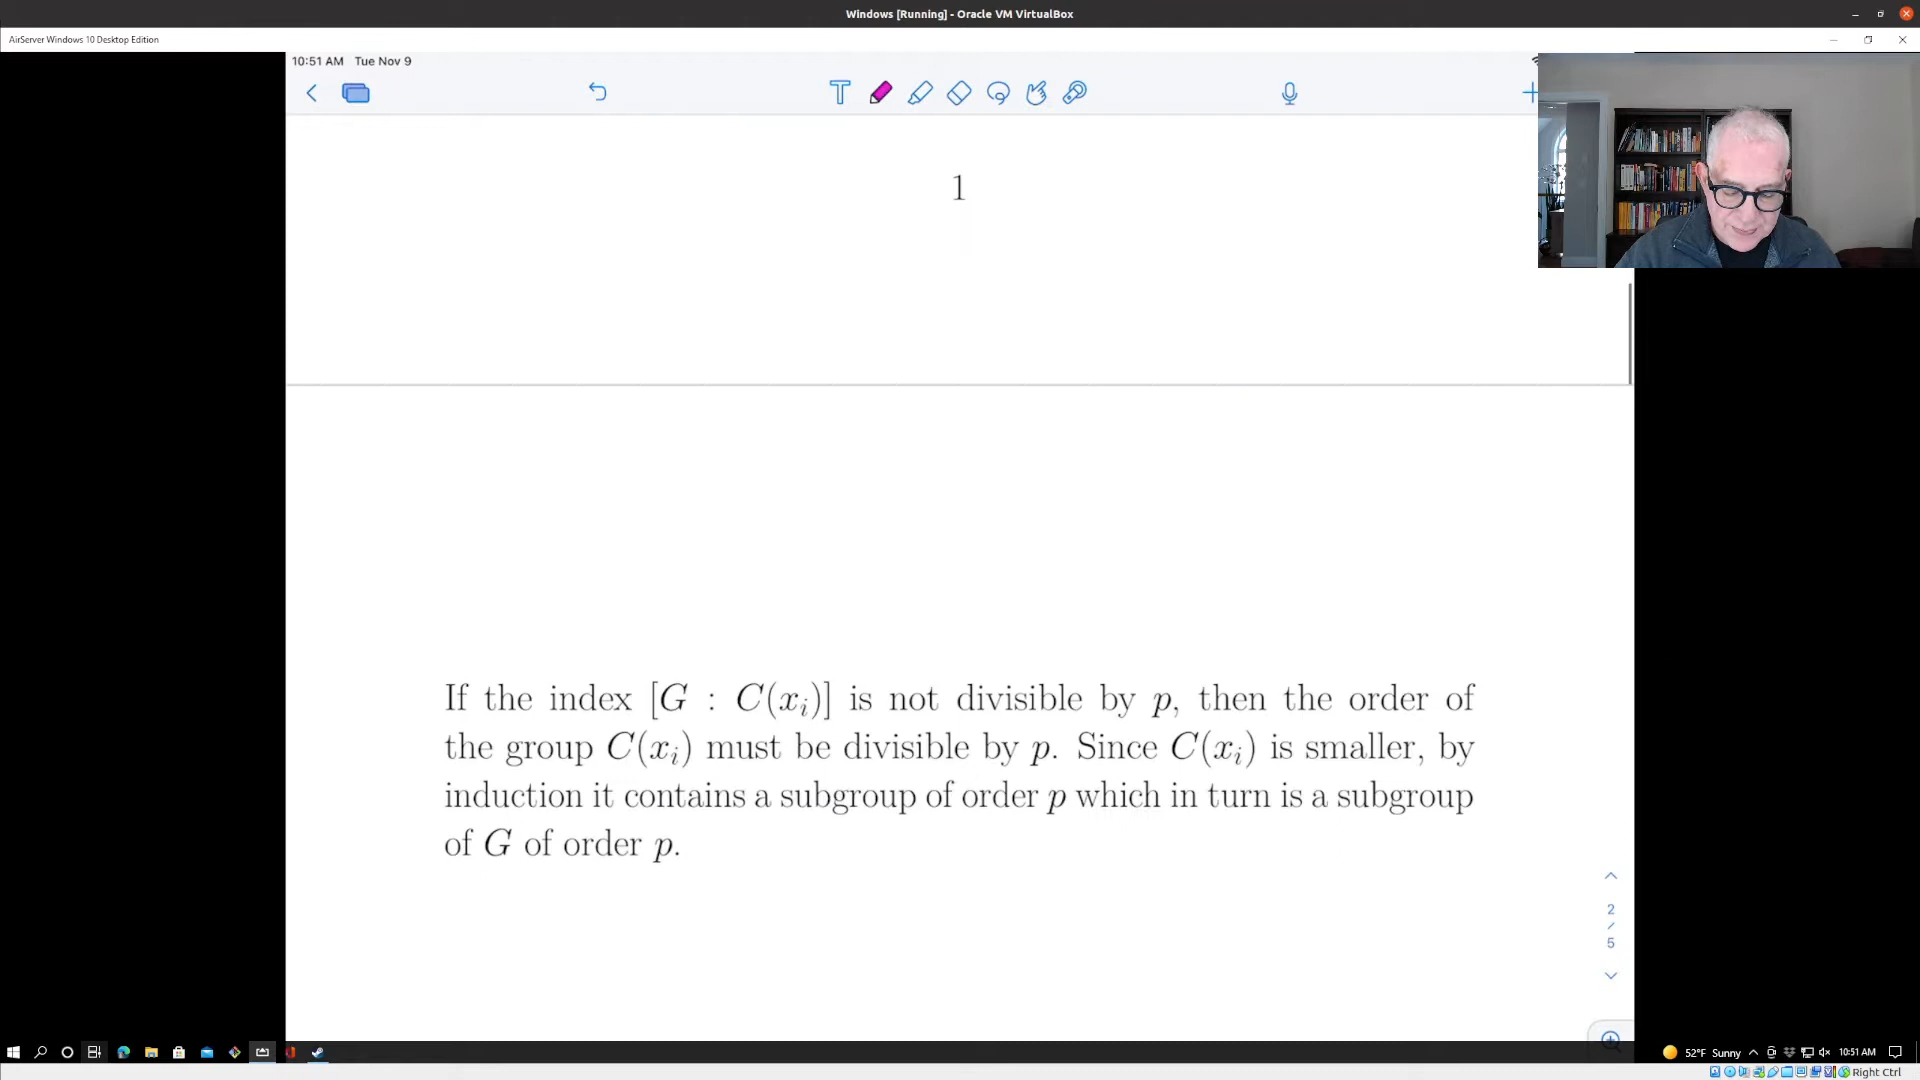 Windows [Running] - Oracle VM VirtualBox
AirServer Windows 10 Desktop Edition
10:51 AM Tue Nov 9
1
If the index [G : C(xᵢ)] is not divisible by p, then the order of
the group C(xᵢ) must be divisible by p. Since C(xᵢ) is smaller, by
induction it contains a subgroup of order p which in turn is a subgroup
of G of order p.
2
/
5
52°F Sunny
10:51 AM
Right Ctrl